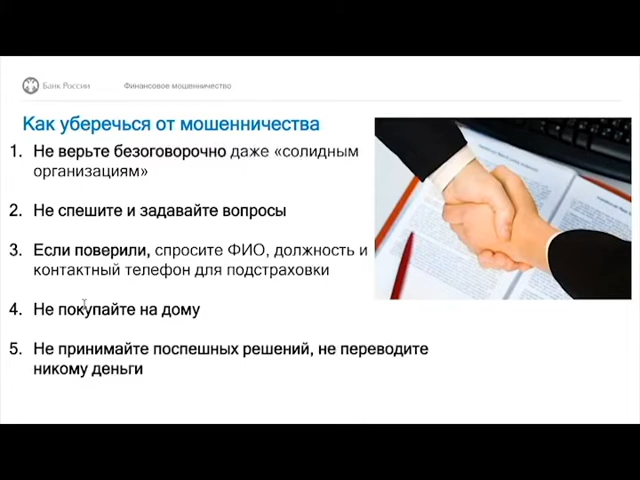 Банк России Финансовое мошенничество
Как уберечься от мошенничества
1. Не верьте безоговорочно даже «солидным
организациям»
2. Не спешите и задавайте вопросы
3. Если поверили, спросите ФИО, должность и
контактный телефон для подстраховки
4. Не покупайте на дому
5. Не принимайте поспешных решений, не переводите
никому деньги